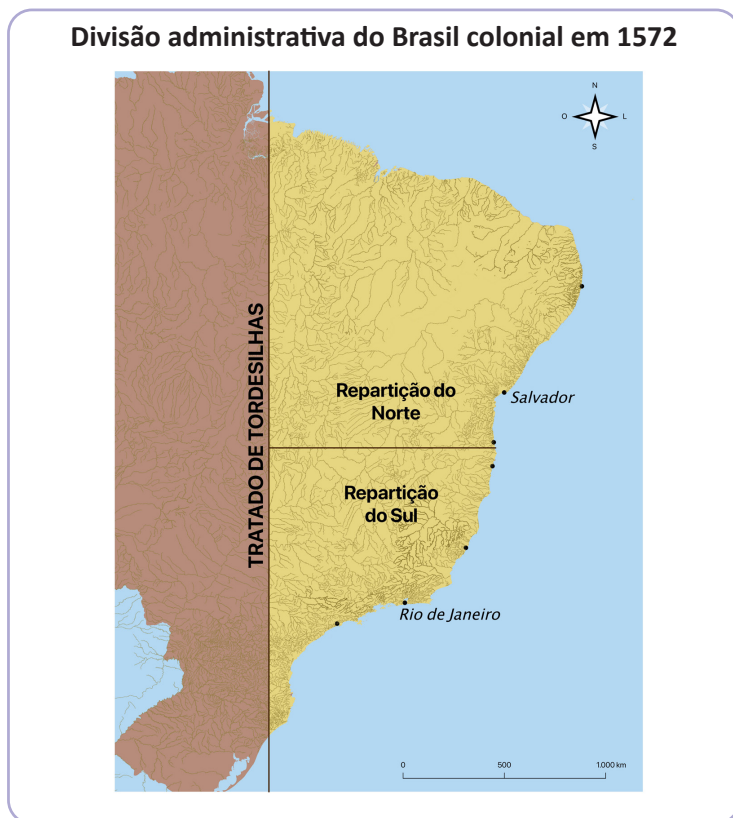 Divisão administrativa do Brasil colonial em 1572
N
O
L
S
TRATADO DE TORDESILHAS
Repartição do
Norte
Salvador
Repartição
do Sul
Rio de Janeiro
0 500 1.000 km